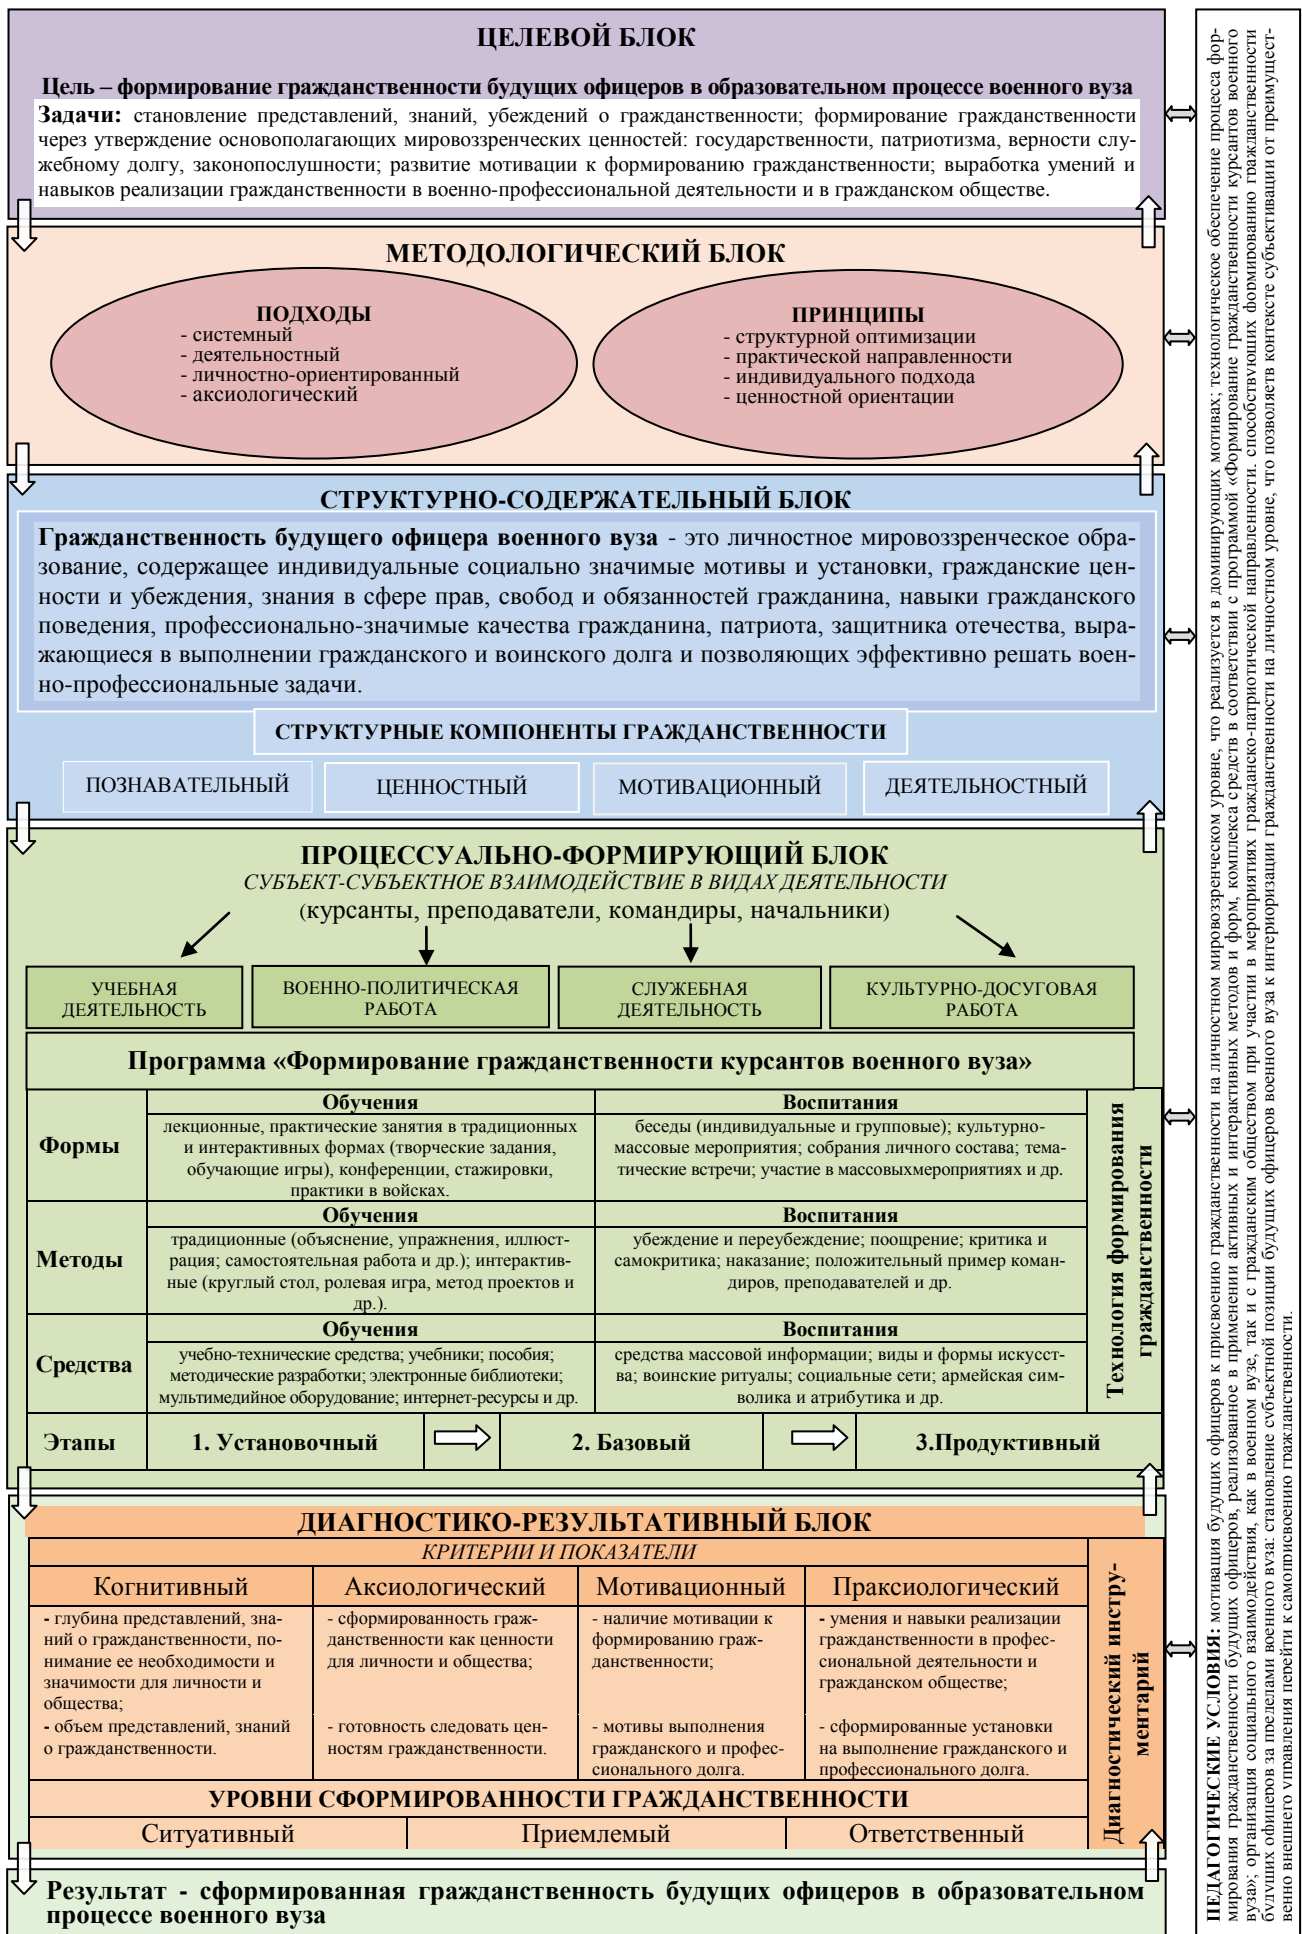 ЦЕЛЕВОЙ БЛОК
Цель – формирование гражданственности будущих офицеров в образовательном процессе военного вуза
Задачи: становление представлений, знаний, убеждений о гражданственности; формирование гражданственности
через утверждение основополагающих мировоззренческих ценностей: государственности, патриотизма, верности слу-
жебному долгу, законопослушности; развитие мотивации к формированию гражданственности; выработка умений и
навыков реализации гражданственности в военно-профессиональной деятельности и в гражданском обществе.
МЕТОДОЛОГИЧЕСКИЙ БЛОК
ПОДХОДЫ
- системный
- деятельностный
- личностно-ориентированный
- аксиологический
ПРИНЦИПЫ
- структурной оптимизации
- практической направленности
- индивидуального подхода
- ценностной ориентации
СТРУКТУРНО-СОДЕРЖАТЕЛЬНЫЙ БЛОК
Гражданственность будущего офицера военного вуза - это личностное мировоззренческое обра-
зование, содержащее индивидуальные социально значимые мотивы и установки, гражданские цен-
ности и убеждения, знания в сфере прав, свобод и обязанностей гражданина, навыки гражданского
поведения, профессионально-значимые качества гражданина, патриота, защитника отечества, выра-
жающиеся в выполнении гражданского и воинского долга и позволяющих эффективно решать воен-
но-профессиональные задачи.
СТРУКТУРНЫЕ КОМПОНЕНТЫ ГРАЖДАНСТВЕННОСТИ
ПОЗНАВАТЕЛЬНЫЙ
ЦЕННОСТНЫЙ
МОТИВАЦИОННЫЙ
ДЕЯТЕЛЬНОСТНЫЙ
ПРОЦЕССУАЛЬНО-ФОРМИРУЮЩИЙ БЛОК
СУБЪЕКТ-СУБЪЕКТНОЕ ВЗАИМОДЕЙСТВИЕ В ВИДАХ ДЕЯТЕЛЬНОСТИ
(курсанты, преподаватели, командиры, начальники)
УЧЕБНАЯ
ДЕЯТЕЛЬНОСТЬ
ВОЕННО-ПОЛИТИЧЕСКАЯ
РАБОТА
СЛУЖЕБНАЯ
ДЕЯТЕЛЬНОСТЬ
КУЛЬТУРНО-ДОСУГОВАЯ
РАБОТА
Программа «Формирование гражданственности курсантов военного вуза»
Формы
Обучения
лекционные, практические занятия в традиционных
и интерактивных формах (творческие задания,
обучающие игры), конференции, стажировки,
практики в войсках.
Воспитания
беседы (индивидуальные и групповые); культурно-
массовые мероприятия; собрания личного состава; тема-
тические встречи; участие в массовыхмероприятиях и др.
Методы
Обучения
традиционные (объяснение, упражнения, иллюст-
рация; самостоятельная работа и др.); интерактив-
ные (круглый стол, ролевая игра, метод проектов и
др.).
Воспитания
убеждение и переубеждение; поощрение; критика и
самокритика; наказание; положительный пример коман-
диров, преподавателей и др.
Средства
Обучения
учебно-технические средства; учебники; пособия;
методические разработки; электронные библиотеки;
мультимедийное оборудование; интернет-ресурсы и др.
Воспитания
средства массовой информации; виды и формы искусст-
ва; воинские ритуалы; социальные сети; армейская сим-
волика и атрибутика и др.
Технология формирования
гражданственности
Этапы
1. Установочный
2. Базовый
3.Продуктивный
ДИАГНОСТИКО-РЕЗУЛЬТАТИВНЫЙ БЛОК
КРИТЕРИИ И ПОКАЗАТЕЛИ
Когнитивный
Аксиологический
Мотивационный
Праксиологический
- глубина представлений, зна-
ний о гражданственности, по-
нимание ее необходимости и
значимости для личности и
общества;
- объем представлений, знаний
о гражданственности.
- сформированность граж-
данственности как ценности
для личности и общества;
- готовность следовать цен-
ностям гражданственности.
- наличие мотивации к
формированию граж-
данственности;
- мотивы выполнения
гражданского и профес-
сионального долга.
- умения и навыки реализации
гражданственности в профес-
сиональной деятельности и
гражданском обществе;
- сформированные установки
на выполнение гражданского и
профессионального долга.
УРОВНИ СФОРМИРОВАННОСТИ ГРАЖДАНСТВЕННОСТИ
Ситуативный
Приемлемый
Ответственный
Диагностический инстру-
ментарий
Результат - сформированная гражданственность будущих офицеров в образовательном
процессе военного вуза
ПЕДАГОГИЧЕСКИЕ УСЛОВИЯ: мотивация будущих офицеров к присвоению гражданственности на личностном мировоззренческом уровне, что реализуется в доминирующих мотивах; технологическое обеспечение процесса фор-
мирования гражданственности будущих офицеров, реализованное в применении активных и интерактивных методов и форм, комплекса средств в соответствии с программой «Формирование гражданственности курсантов военного
вуза»; организация социального взаимодействия, как в военном вузе, так и с гражданским обществом при участии в мероприятиях гражданско-патриотической направленности, способствующих формированию гражданственности
будущих офицеров за пределами военного вуза; становление субъектной позиции будущих офицеров военного вуза к интериоризации гражданственности на личностном уровне, что позволяет в контексте субъективации от преимущест-
венно внешнего управления перейти к самоприсвоению гражданственности.